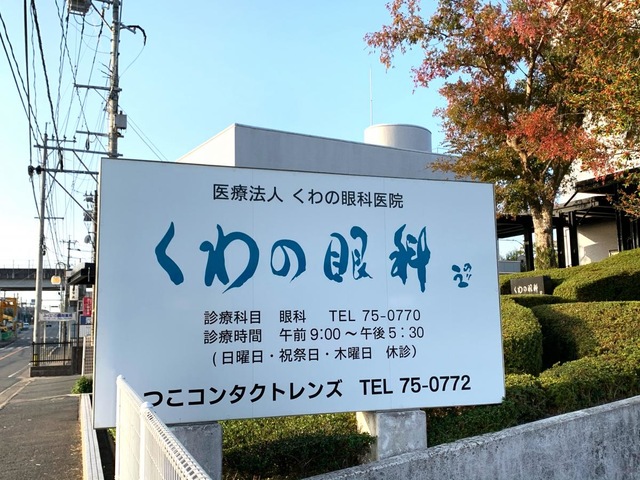 医療法人 くわの眼科医院
くわの眼科
診療科目 眼科 TEL 75-0770
診療時間 午前9:00～午後5:30
(日曜日・祝祭日・木曜日 休診)
つこコンタクトレンズ TEL 75-0772
くわの眼科